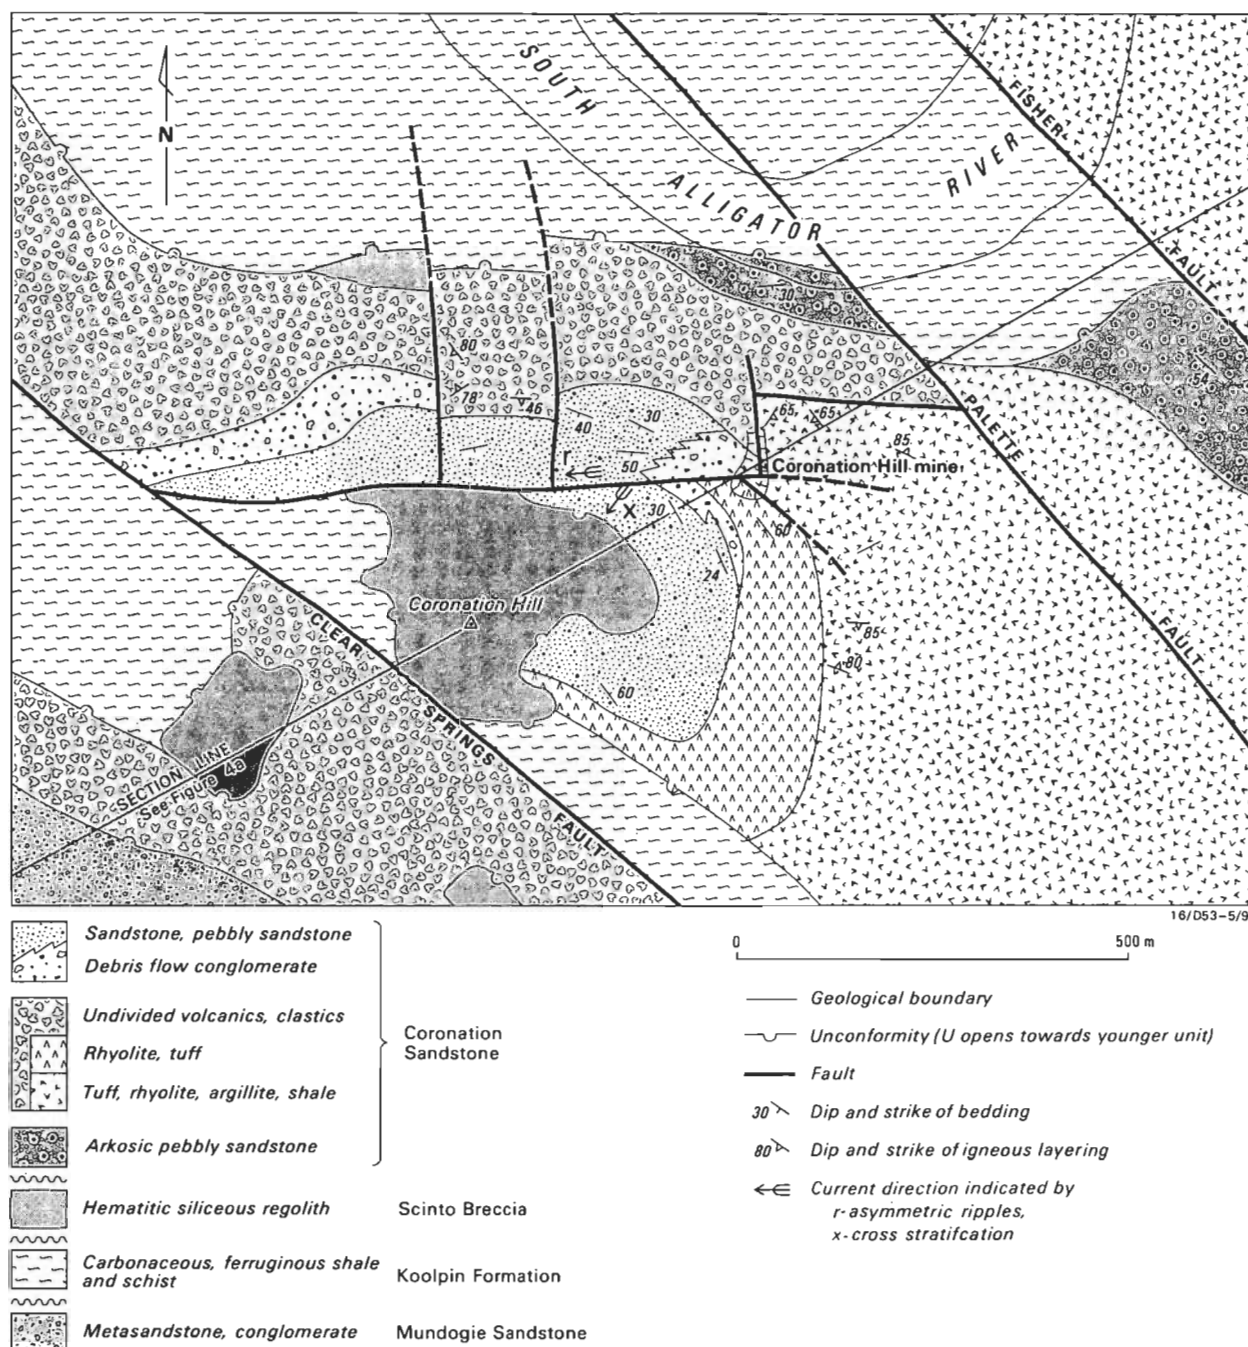 SOUTH
ALLIGATOR
RIVER
FISHER
FAULT
N
30
54
80
78
46
30
40
65
65
85
PALETTE
FAULT
r
50
Coronation Hill mine
x
30
60
24
Coronation Hill
85
80
60
CLEAR
SPRINGS
FAULT
SECTION LINE
See Figure 4a
16/D53-5/9
Sandstone, pebbly sandstone
Debris flow conglomerate
Undivided volcanics, clastics
Rhyolite, tuff
Tuff, rhyolite, argillite, shale
Arkosic pebbly sandstone
Coronation
Sandstone
Hematitic siliceous regolith
Scinto Breccia
Carbonaceous, ferruginous shale
and schist
Koolpin Formation
Metasandstone, conglomerate
Mundogie Sandstone
0
500 m
Geological boundary
Unconformity (U opens towards younger unit)
Fault
30
Dip and strike of bedding
80
Dip and strike of igneous layering
Current direction indicated by
r-asymmetric ripples,
x-cross stratifcation